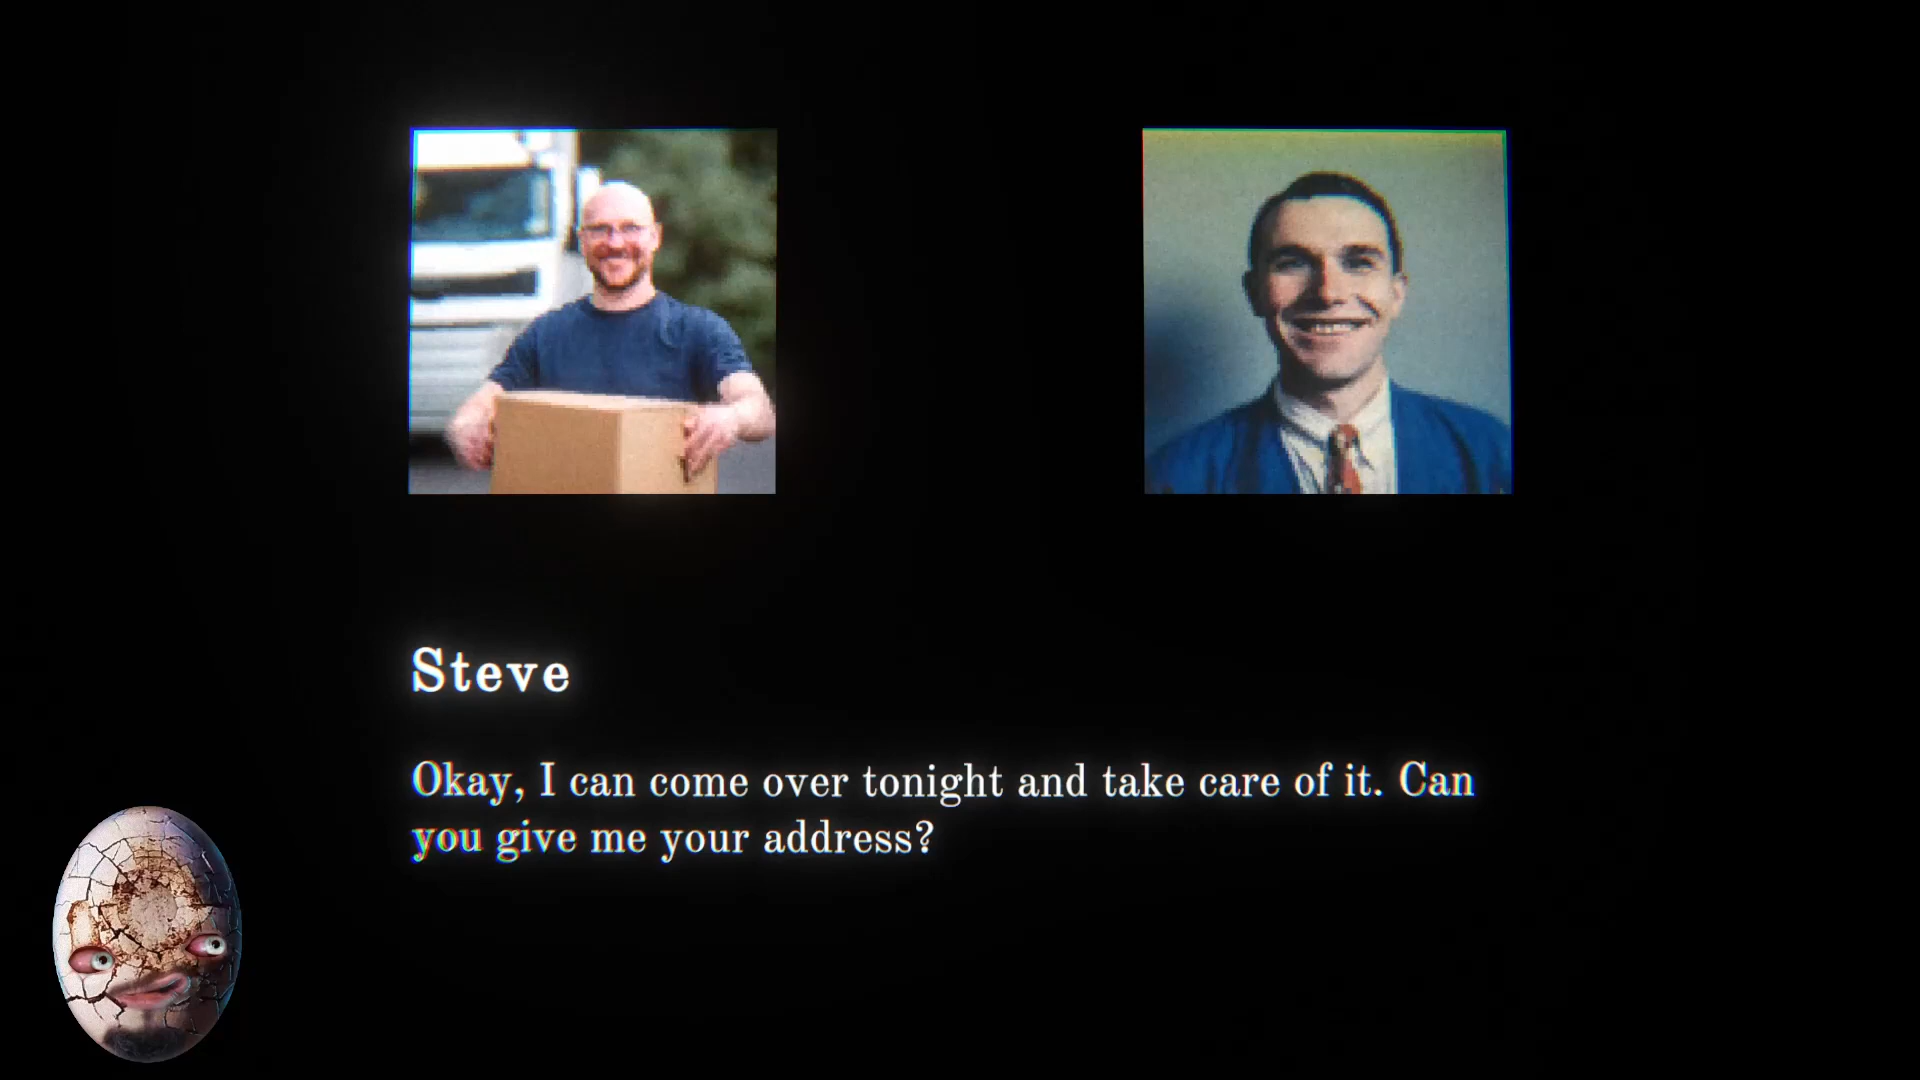 Steve
Okay, I can come over tonight and take care of it. Can
you give me your address?